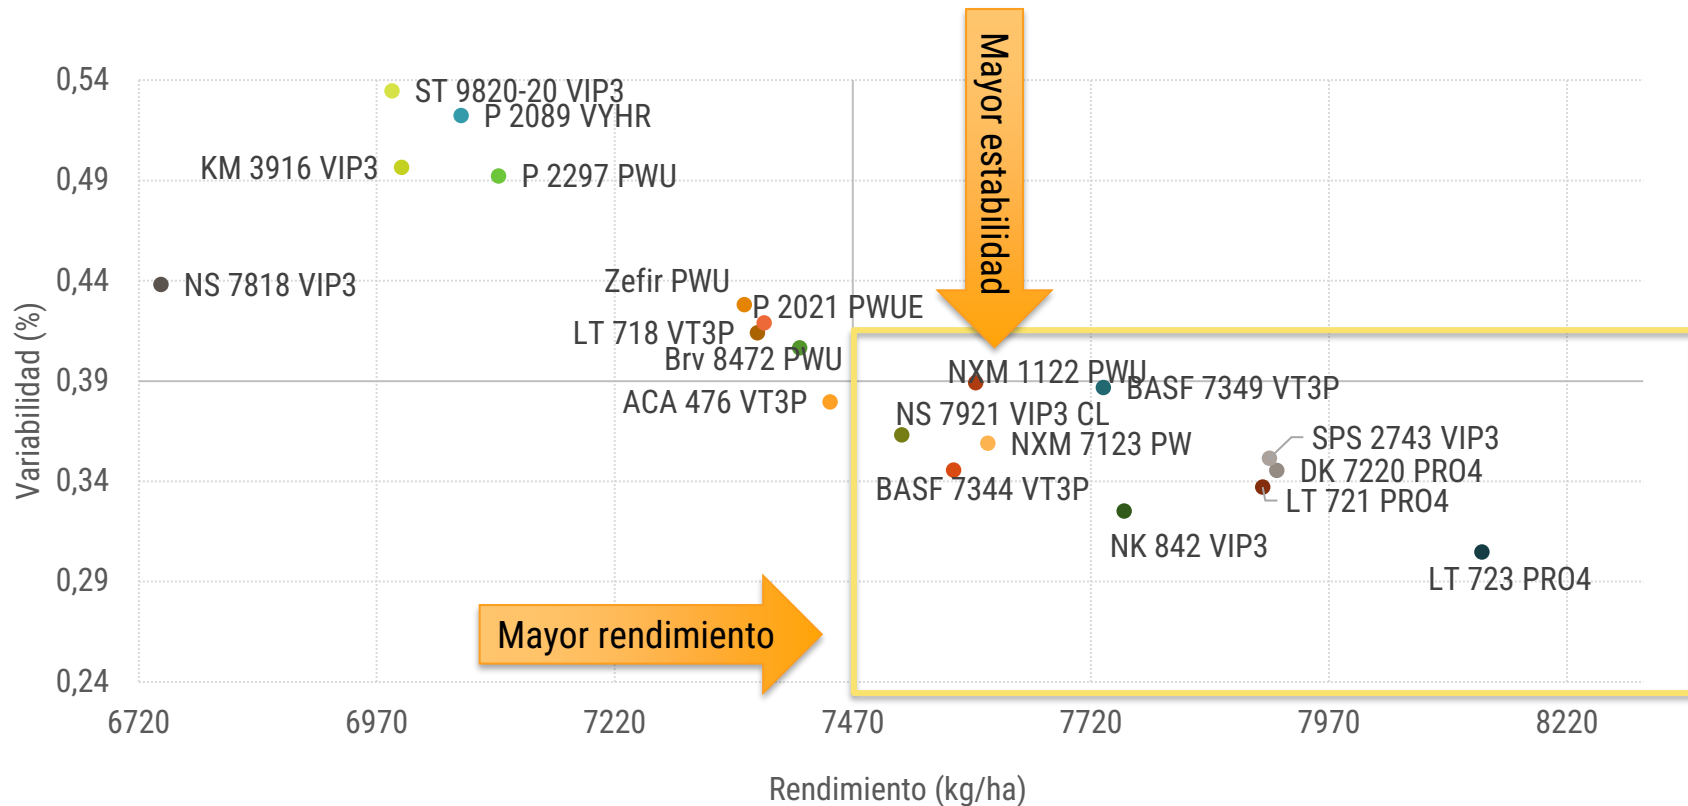 Mayor estabilidad
0,54
ST 9820-20 VIP3
P 2089 VYHR
KM 3916 VIP3
P 2297 PWU
0,49
0,44
NS 7818 VIP3
Zefir PWU
P 2021 PWUE
LT 718 VT3P
Brv 8472 PWU
0,39
NXM 1122 PWU
BASF 7349 VT3P
ACA 476 VT3P
NS 7921 VIP3 CL
NXM 7123 PW
SPS 2743 VIP3
DK 7220 PRO4
0,34
BASF 7344 VT3P
LT 721 PRO4
NK 842 VIP3
LT 723 PRO4
0,29
Mayor rendimiento
0,24
Variabilidad (%)
6720 6970 7220 7470 7720 7970 8220
Rendimiento (kg/ha)